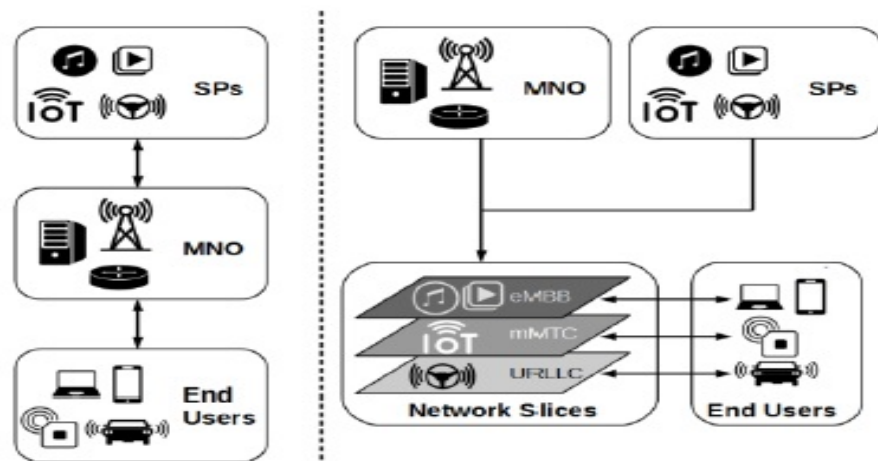 SPs
IoT
MNO
End
Users
MNO
SPs
IoT
eMBB
IoT
mMTC
URLLC
Network Slices
End Users